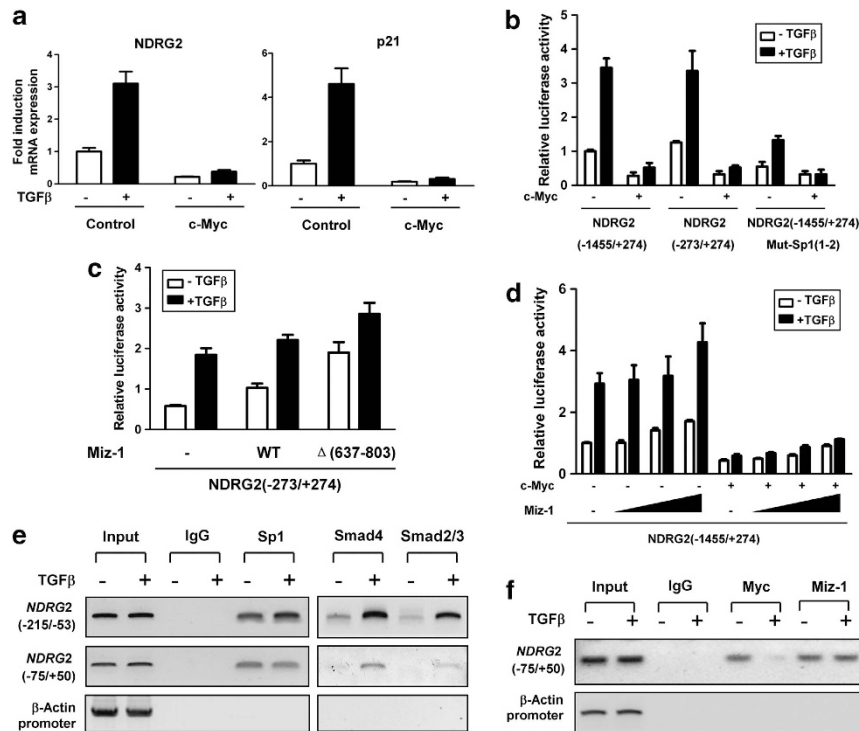 a
NDRG2
p21
Fold induction
mRNA expression
4
3
2
1
0
6
4
2
0
TGFβ - + - + - + - +
Control c-Myc Control c-Myc
b
Relative luciferase activity
5
4
3
2
1
0
- TGFβ
+TGFβ
c-Myc - + - + - +
NDRG2 NDRG2 NDRG2(-1455/+274)
(-1455/+274) (-273/+274) Mut-Sp1(1-2)
c
Relative luciferase activity
4
3
2
1
0
- TGFβ
+TGFβ
Miz-1 - WT Δ (637-803)
NDRG2(-273/+274)
d
Relative luciferase activity
6
4
2
0
- TGFβ
+TGFβ
c-Myc - - - - + + + +
Miz-1 - -
NDRG2(-1455/+274)
e
Input IgG Sp1 Smad4 Smad2/3
TGFβ - + - + - + - + - +
NDRG2
(-215/-53)
NDRG2
(-75/+50)
β-Actin
promoter
f
Input IgG Myc Miz-1
TGFβ - + - + - + - +
NDRG2
(-75/+50)
β-Actin
promoter